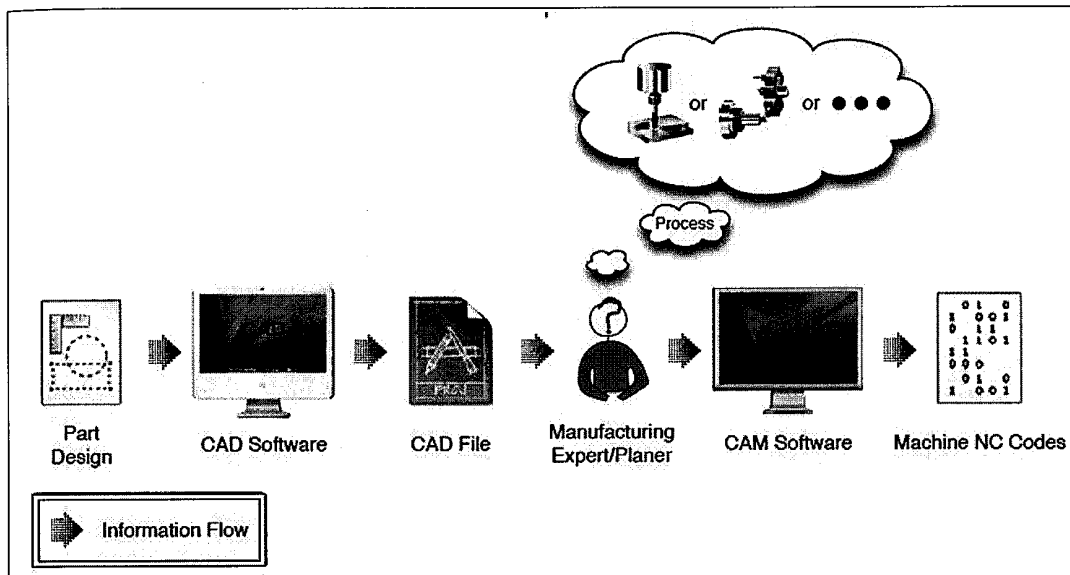 or
or
Process
Part
Design
CAD Software
CAD File
Manufacturing
Expert/Planer
CAM Software
Machine NC Codes
Information Flow